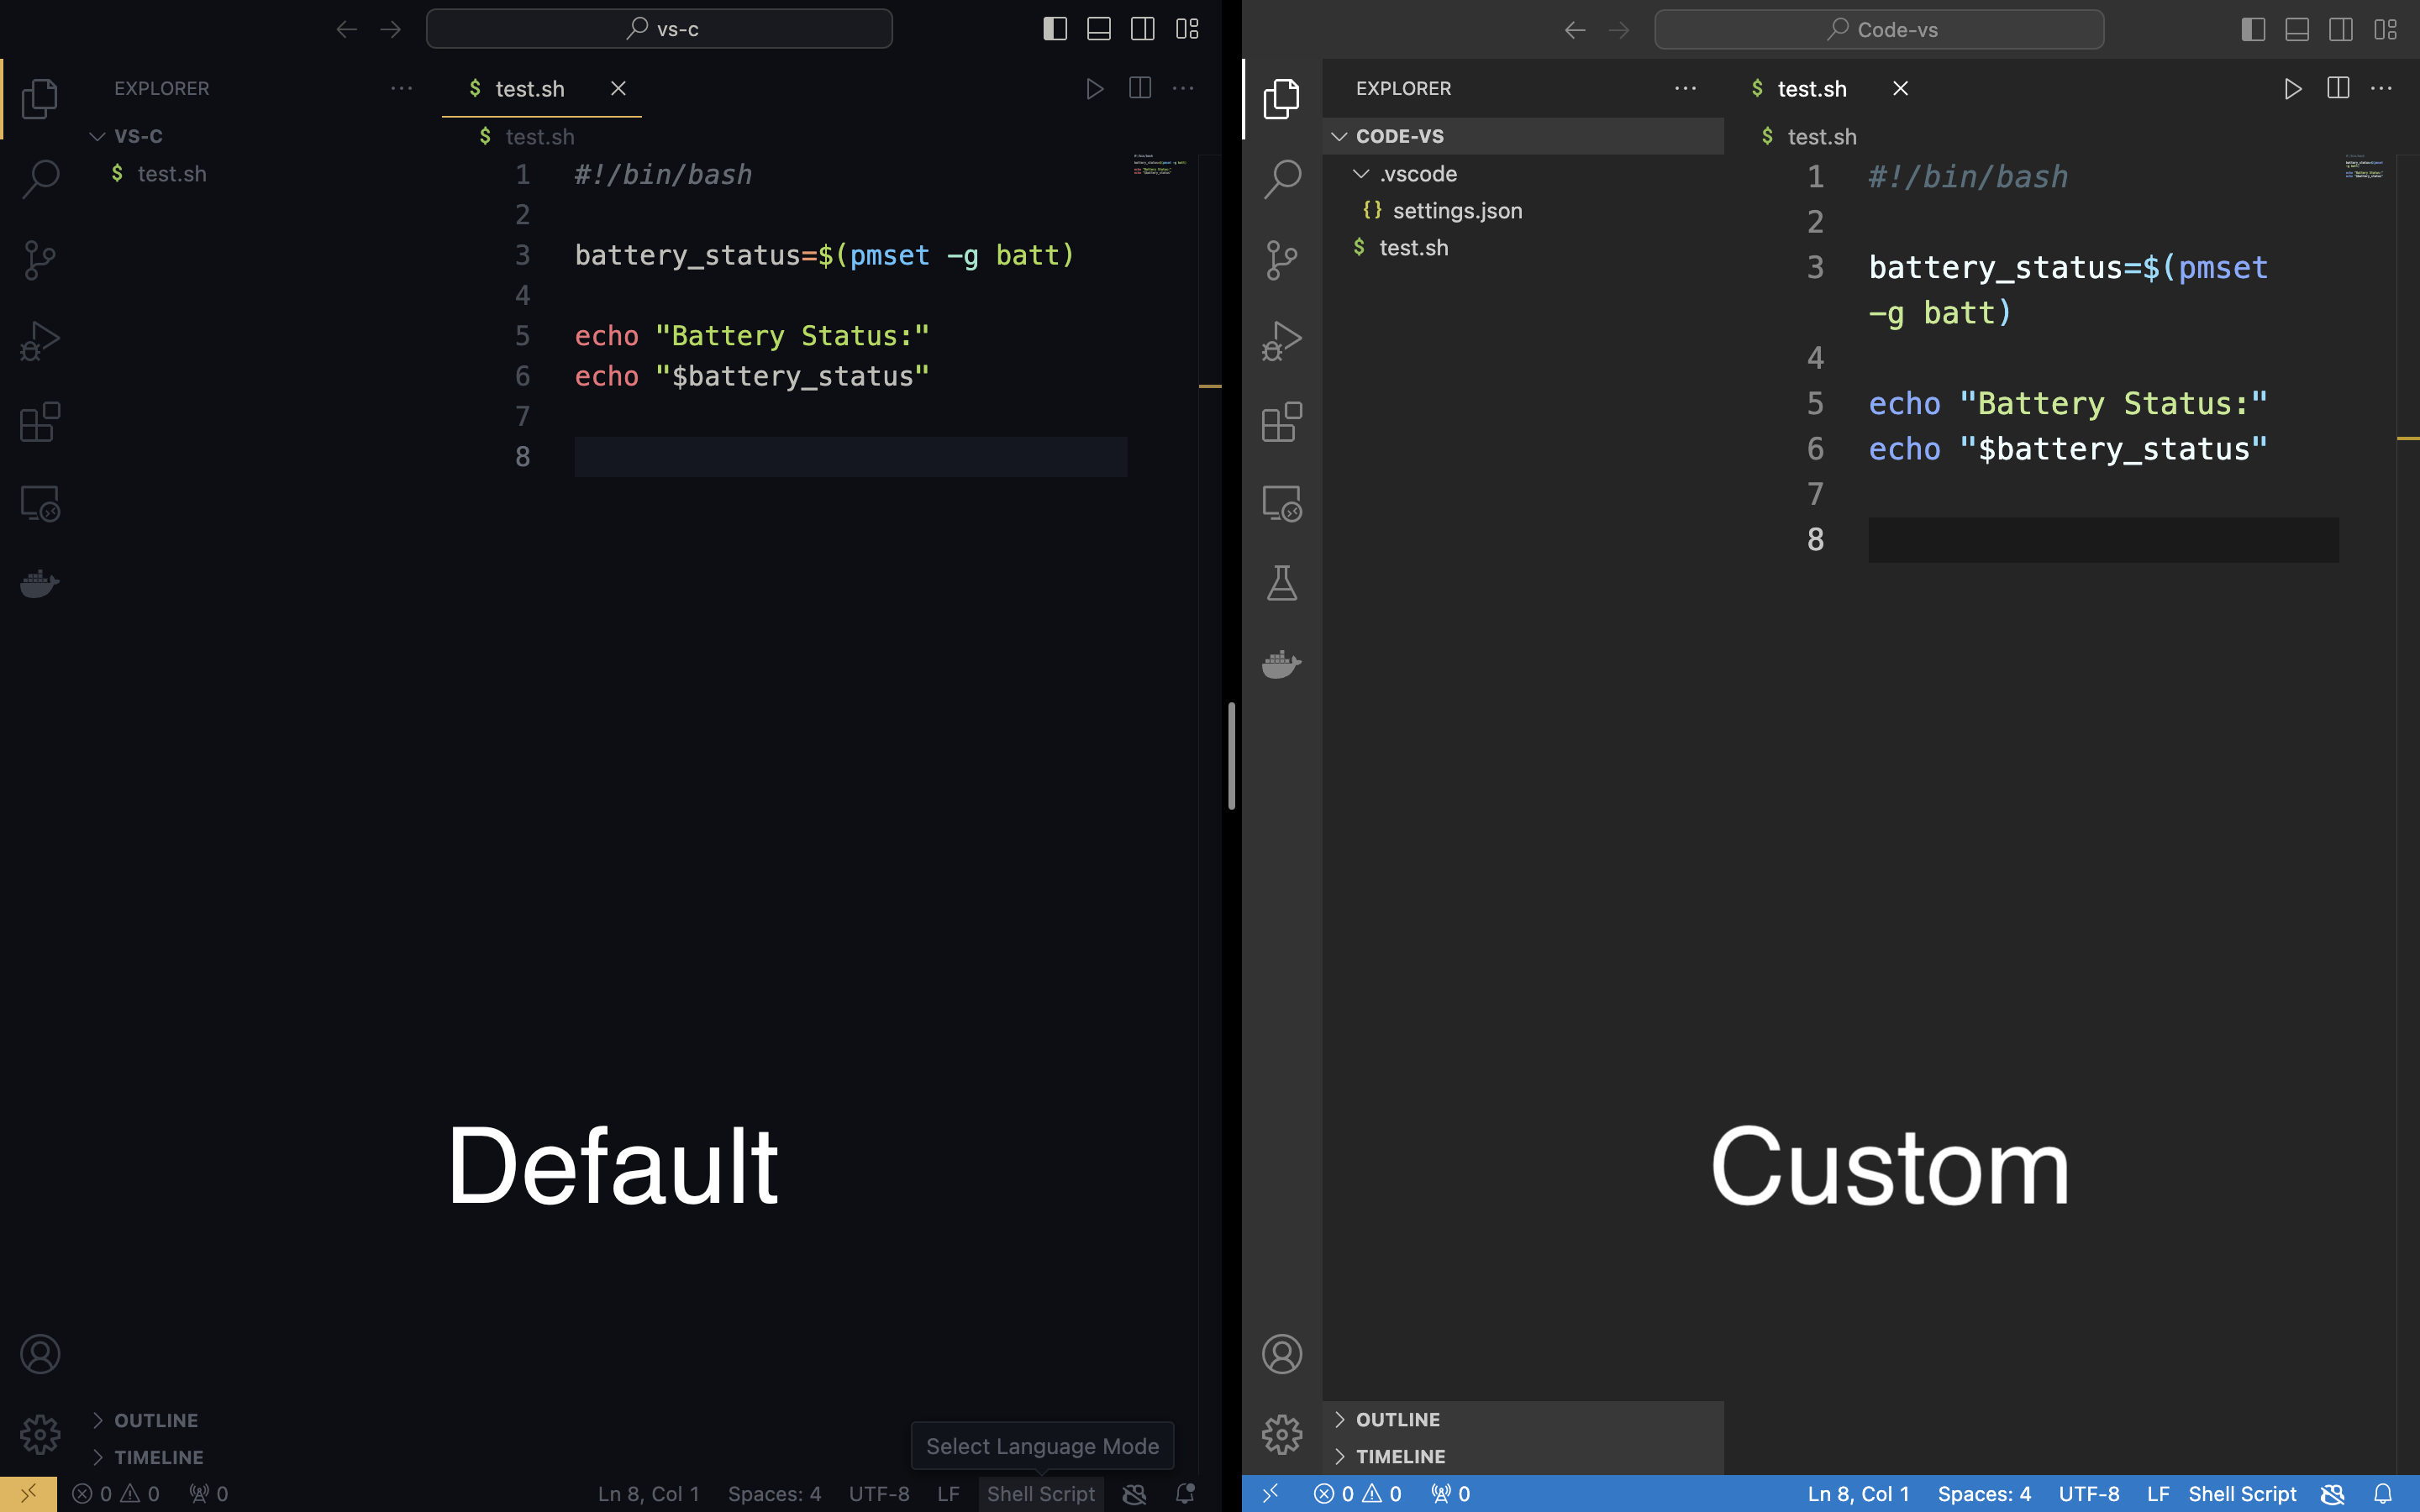 vs-c
EXPLORER
$ test.sh
VS-C
$ test.sh
$ test.sh
1 #!/bin/bash
2
3 battery_status=$(pmset -g batt)
4
5 echo "Battery Status:"
6 echo "$battery_status"
7
8
Default
OUTLINE
TIMELINE
Select Language Mode
0 0 0
Ln 8, Col 1 Spaces: 4 UTF-8 LF Shell Script
Code-vs
EXPLORER
$ test.sh
CODE-VS
.vscode
{} settings.json
$ test.sh
$ test.sh
1 #!/bin/bash
2
3 battery_status=$(pmset
-g batt)
4
5 echo "Battery Status:"
6 echo "$battery_status"
7
8
Custom
OUTLINE
TIMELINE
0 0 0
Ln 8, Col 1 Spaces: 4 UTF-8 LF Shell Script